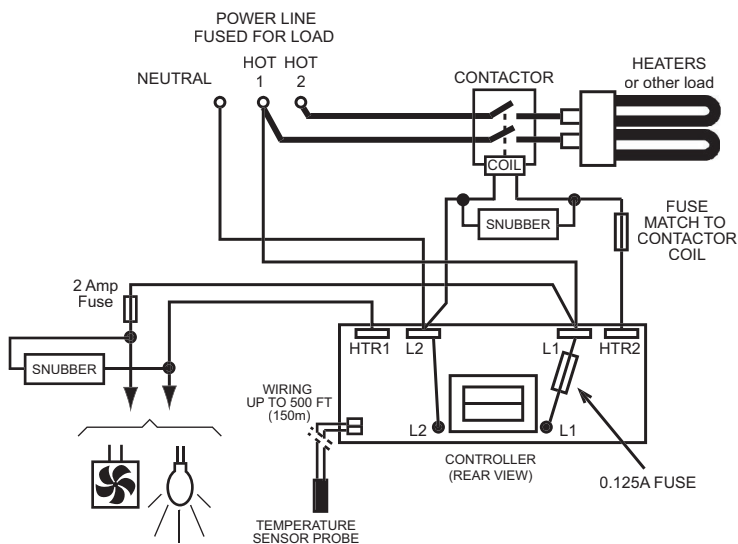 POWER LINE
FUSED FOR LOAD
NEUTRAL
HOT
1
HOT
2
CONTACTOR
HEATERS
or other load
COIL
SNUBBER
FUSE
MATCH TO
CONTACTOR
COIL
2 Amp
Fuse
SNUBBER
HTR1
L2
L1
HTR2
WIRING
UP TO 500 FT
(150m)
L2
L1
CONTROLLER
(REAR VIEW)
0.125A FUSE
TEMPERATURE
SENSOR PROBE